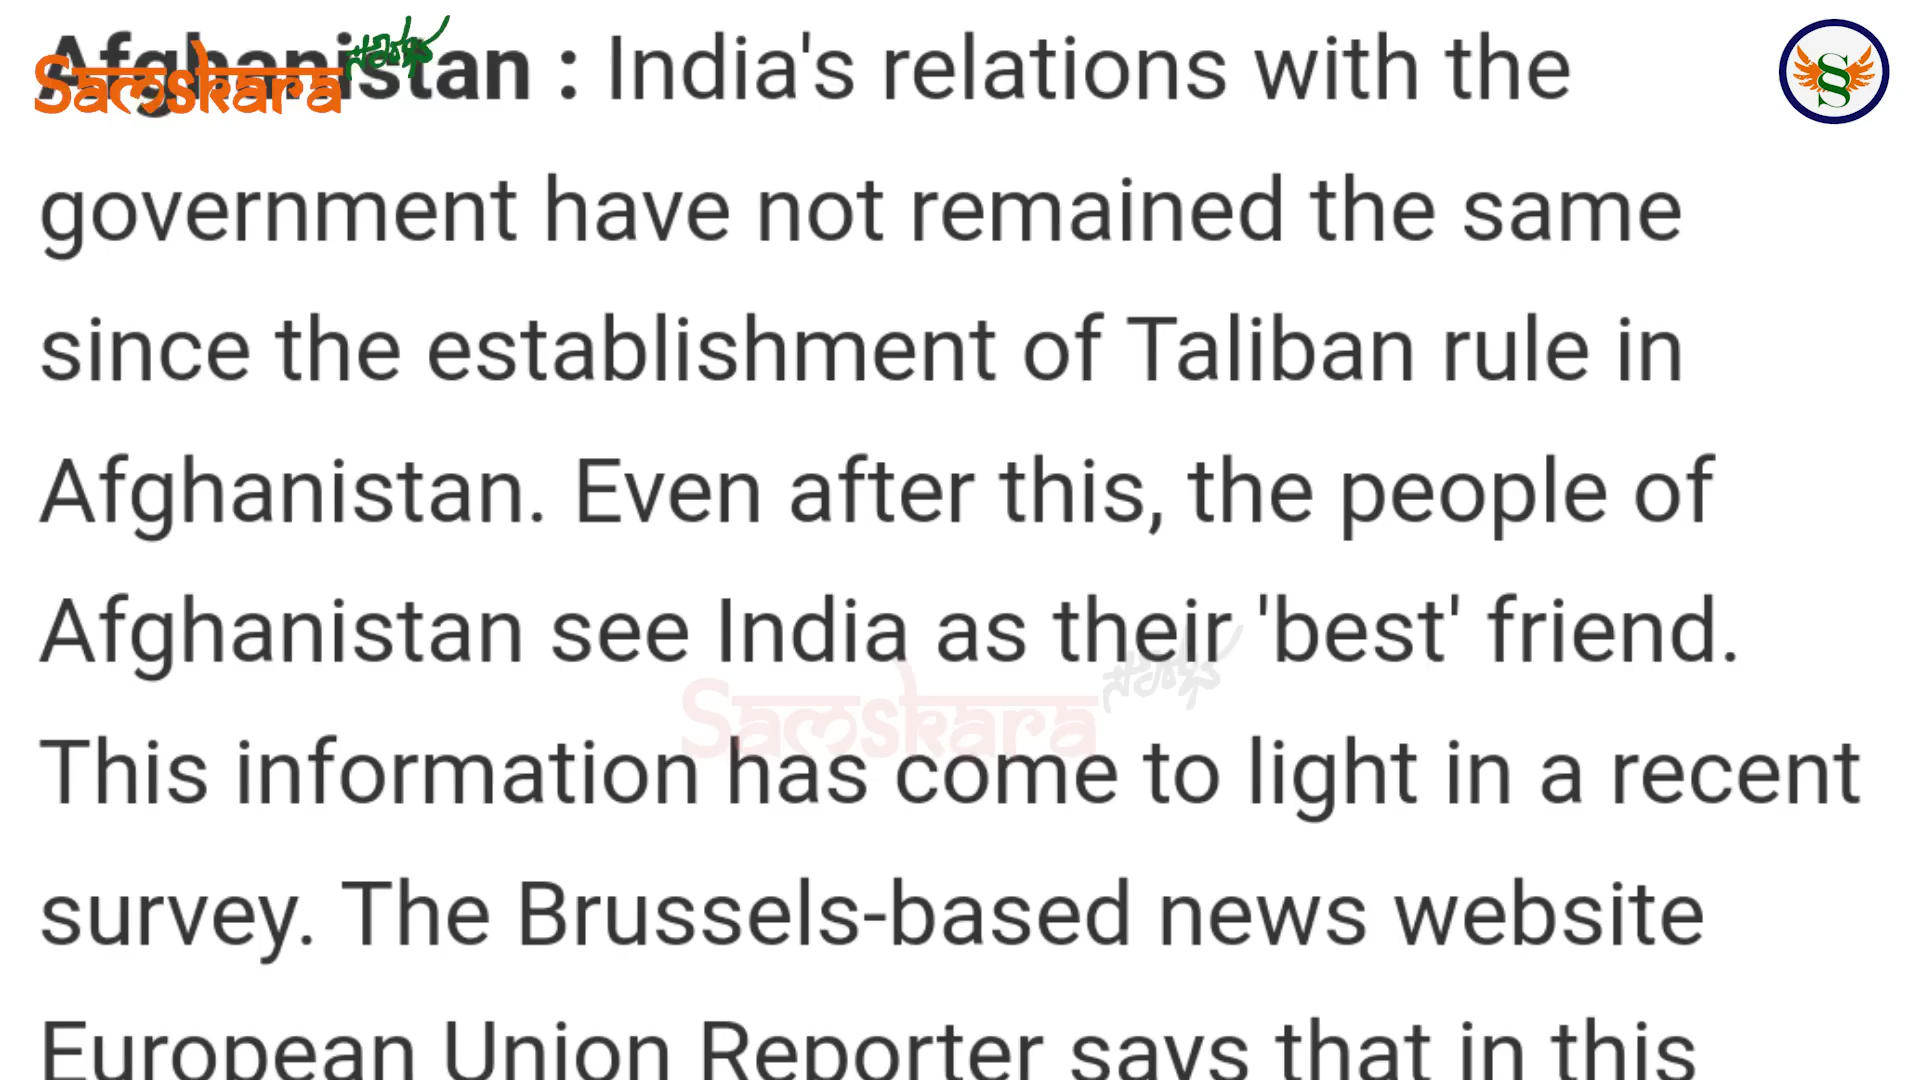 Afghanistan : India's relations with the
Samskara
S
government have not remained the same
since the establishment of Taliban rule in
Afghanistan. Even after this, the people of
Afghanistan see India as their 'best' friend.
Samskara
This information has come to light in a recent
survey. The Brussels-based news website
European Union Reporter says that in this